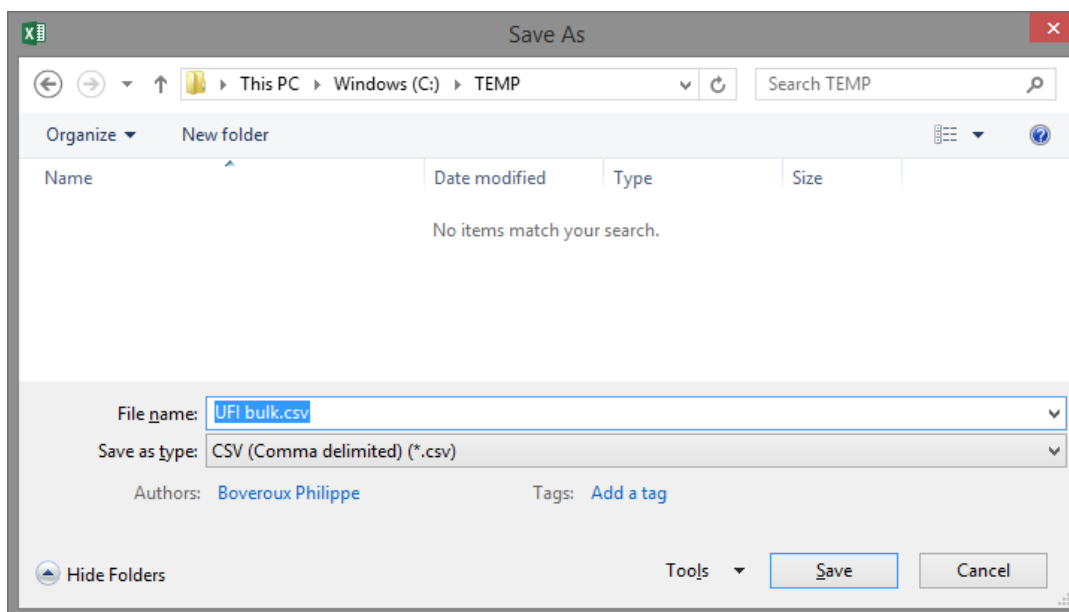 Save As
This PC Windows (C:) TEMP Search TEMP
Organize New folder
Name Date modified Type Size
No items match your search.
File name: UFI bulk.csv
Save as type: CSV (Comma delimited) (*.csv)
Authors: Boveroux Philippe Tags: Add a tag
Hide Folders Tools Save Cancel